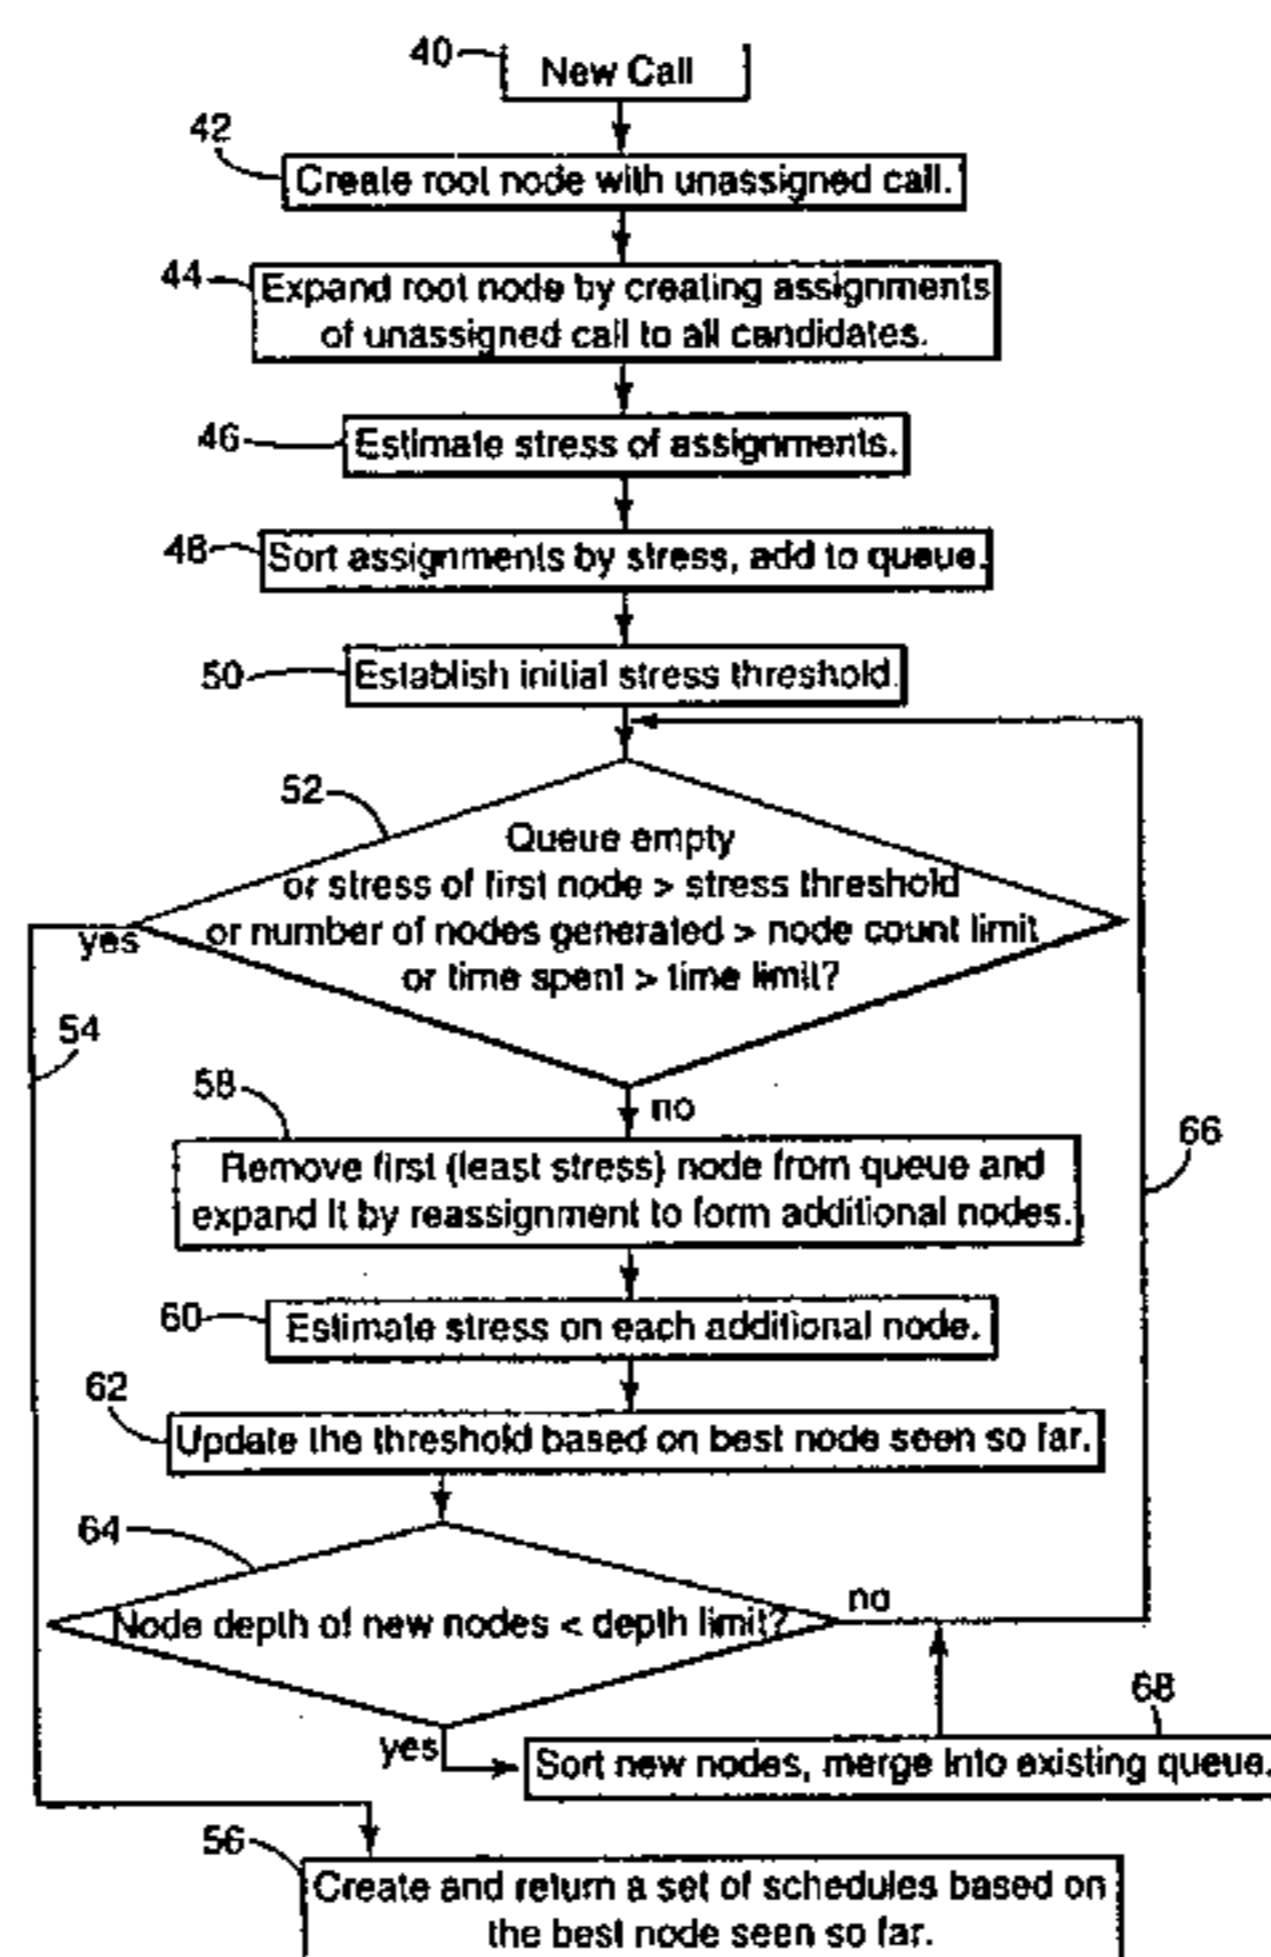 40
New Call
42
Create root node with unassigned call.
44
Expand root node by creating assignments
of unassigned call to all candidates.
46
Estimate stress of assignments.
48
Sort assignments by stress, add to queue.
50
Establish initial stress threshold.
52
Queue empty
or stress of first node > stress threshold
or number of nodes generated > node count limit
or time spent > time limit?
yes
54
no
58
Remove first (least stress) node from queue and
expand it by reassignment to form additional nodes.
66
60
Estimate stress on each additional node.
62
Update the threshold based on best node seen so far.
64
Node depth of new nodes < depth limit?
no
yes
68
Sort new nodes, merge into existing queue.
56
Create and return a set of schedules based on
the best node seen so far.